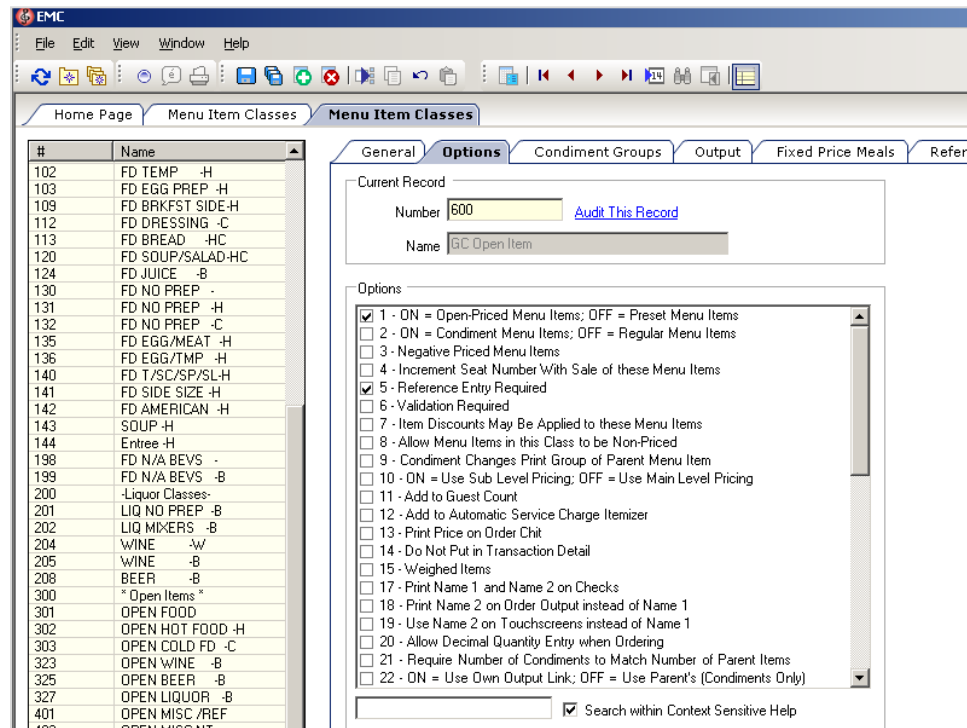 EMC
File Edit View Window Help
14
Home Page Menu Item Classes Menu Item Classes
# Name
102 FD TEMP -H
103 FD EGG PREP -H
109 FD BRKFST SIDE-H
112 FD DRESSING -C
113 FD BREAD -HC
120 FD SOUP/SALAD-HC
124 FD JUICE -B
130 FD NO PREP -
131 FD NO PREP -H
132 FD NO PREP -C
135 FD EGG/MEAT -H
136 FD EGG/TMP -H
140 FD T/SC/SP/SL-H
141 FD SIDE SIZE -H
142 FD AMERICAN -H
143 SOUP -H
144 Entree -H
198 FD N/A BEVS -
199 FD N/A BEVS -B
200 -Liquor Classes-
201 LIQ NO PREP -B
202 LIQ MIXERS -B
204 WINE -W
205 WINE -B
208 BEER -B
300 * Open Items *
301 OPEN FOOD
302 OPEN HOT FOOD -H
303 OPEN COLD FD -C
323 OPEN WINE -B
325 OPEN BEER -B
327 OPEN LIQUOR -B
401 OPEN MISC /REF
General Options Condiment Groups Output Fixed Price Meals Refer
Current Record
Number 600 Audit This Record
Name GC Open Item
Options
1 - ON = Open-Priced Menu Items; OFF = Preset Menu Items
2 - ON = Condiment Menu Items; OFF = Regular Menu Items
3 - Negative Priced Menu Items
4 - Increment Seat Number With Sale of these Menu Items
5 - Reference Entry Required
6 - Validation Required
7 - Item Discounts May Be Applied to these Menu Items
8 - Allow Menu Items in this Class to be Non-Priced
9 - Condiment Changes Print Group of Parent Menu Item
10 - ON = Use Sub Level Pricing; OFF = Use Main Level Pricing
11 - Add to Guest Count
12 - Add to Automatic Service Charge Itemizer
13 - Print Price on Order Chit
14 - Do Not Put in Transaction Detail
15 - Weighed Items
17 - Print Name 1 and Name 2 on Checks
18 - Print Name 2 on Order Output instead of Name 1
19 - Use Name 2 on Touchscreens instead of Name 1
20 - Allow Decimal Quantity Entry when Ordering
21 - Require Number of Condiments to Match Number of Parent Items
22 - ON = Use Own Output Link; OFF = Use Parent's (Condiments Only)
Search within Context Sensitive Help